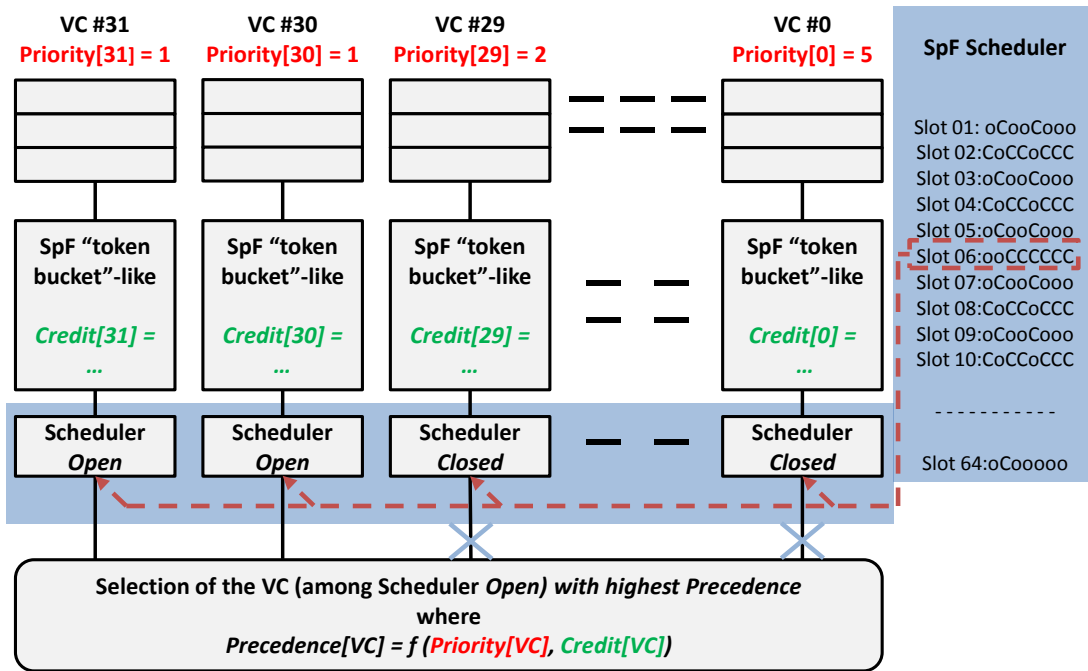 VC #31
Priority[31] = 1
VC #30
Priority[30] = 1
VC #29
Priority[29] = 2
VC #0
Priority[0] = 5
SpF Scheduler
Slot 01: oCooCooo
Slot 02:CoCCoCCC
Slot 03:oCooCooo
Slot 04:CoCCoCCC
Slot 05:oCooCooo
Slot 06:ooCCCCCC
Slot 07:oCooCooo
Slot 08:CoCCoCCC
Slot 09:oCooCooo
Slot 10:CoCCoCCC
- - - - - - - - - - -
Slot 64:oCooooo
SpF “token
bucket”-like
Credit[31] =
…
SpF “token
bucket”-like
Credit[30] =
…
SpF “token
bucket”-like
Credit[29] =
…
SpF “token
bucket”-like
Credit[0] =
…
Scheduler
Open
Scheduler
Open
Scheduler
Closed
Scheduler
Closed
Selection of the VC (among Scheduler Open) with highest Precedence
where
Precedence[VC] = f (Priority[VC], Credit[VC])